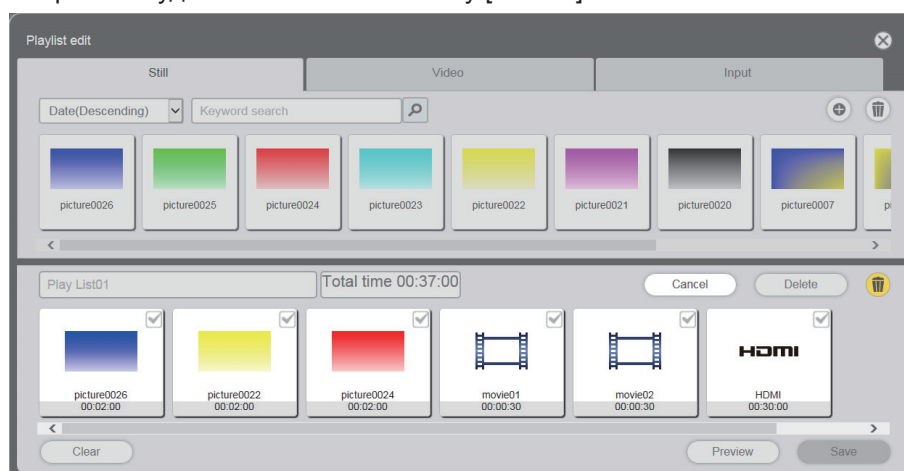 Playlist edit
Still Video Input
Date(Descending) Keyword search
picture0026 picture0025 picture0024 picture0023 picture0022 picture0021 picture0020 picture0007
Play List01 Total time 00:37:00 Cancel Delete
HDMI
picture0026 picture0022 picture0024 movie01 movie02 HDMI
00:02:00 00:02:00 00:02:00 00:00:30 00:00:30 00:30:00
Clear Preview Save